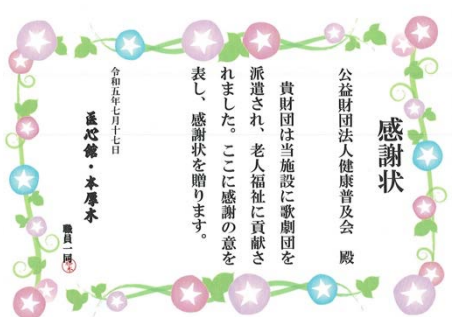 感謝状
公益財団法人健康普及会　殿
貴財団は当施設に歌劇団を
派遣され、老人福祉に貢献さ
れました。ここに感謝の意を
表し、感謝状を贈ります。
令和五年七月十七日
医心館・本厚木
職員一同